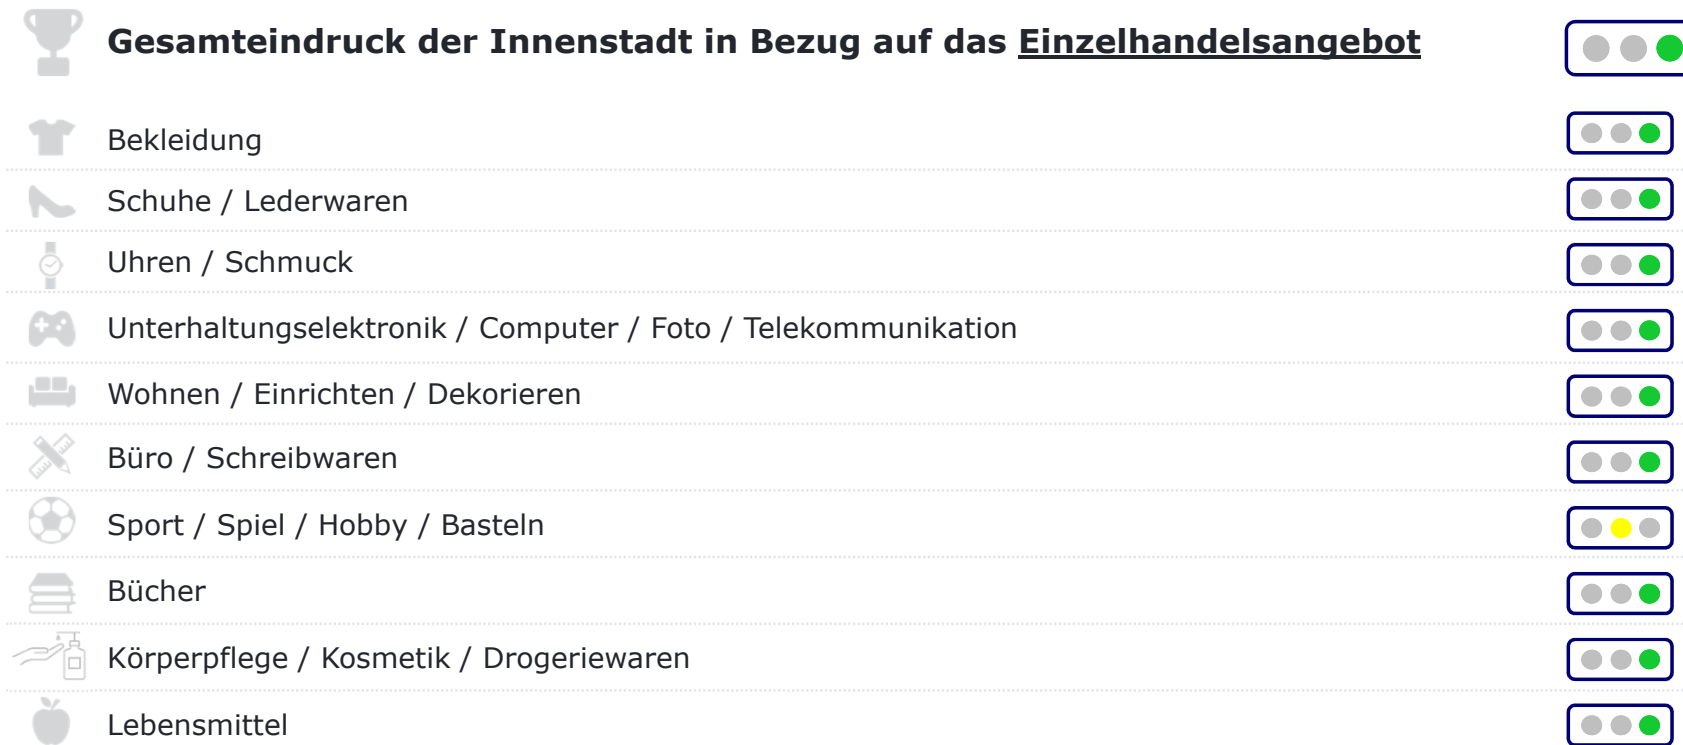 Gesamteindruck der Innenstadt in Bezug auf das Einzelhandelsangebot
Bekleidung
Schuhe / Lederwaren
Uhren / Schmuck
Unterhaltungselektronik / Computer / Foto / Telekommunikation
Wohnen / Einrichten / Dekorieren
Büro / Schreibwaren
Sport / Spiel / Hobby / Basteln
Bücher
Körperpflege / Kosmetik / Drogeriewaren
Lebensmittel